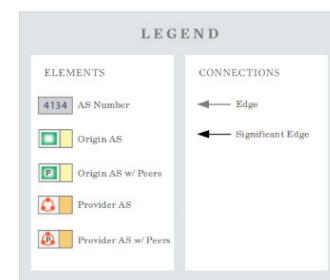 LEGEND
ELEMENTS
4134 AS Number
Origin AS
P Origin AS w/ Peers
Provider AS
P Provider AS w/ Peers
CONNECTIONS
Edge
Significant Edge